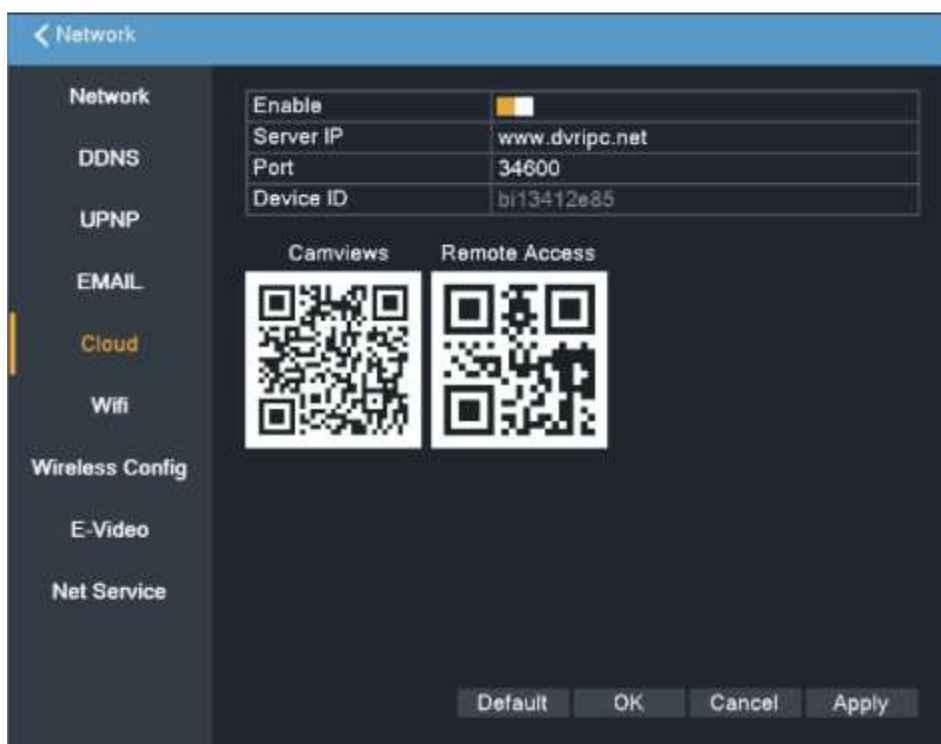 Network
Network
DDNS
UPNP
EMAIL
Cloud
Wifi
Wireless Config
E-Video
Net Service
Enable
Server IP www.dvripc.net
Port 34600
Device ID bi13412e85
Camviews Remote Access
Default OK Cancel Apply